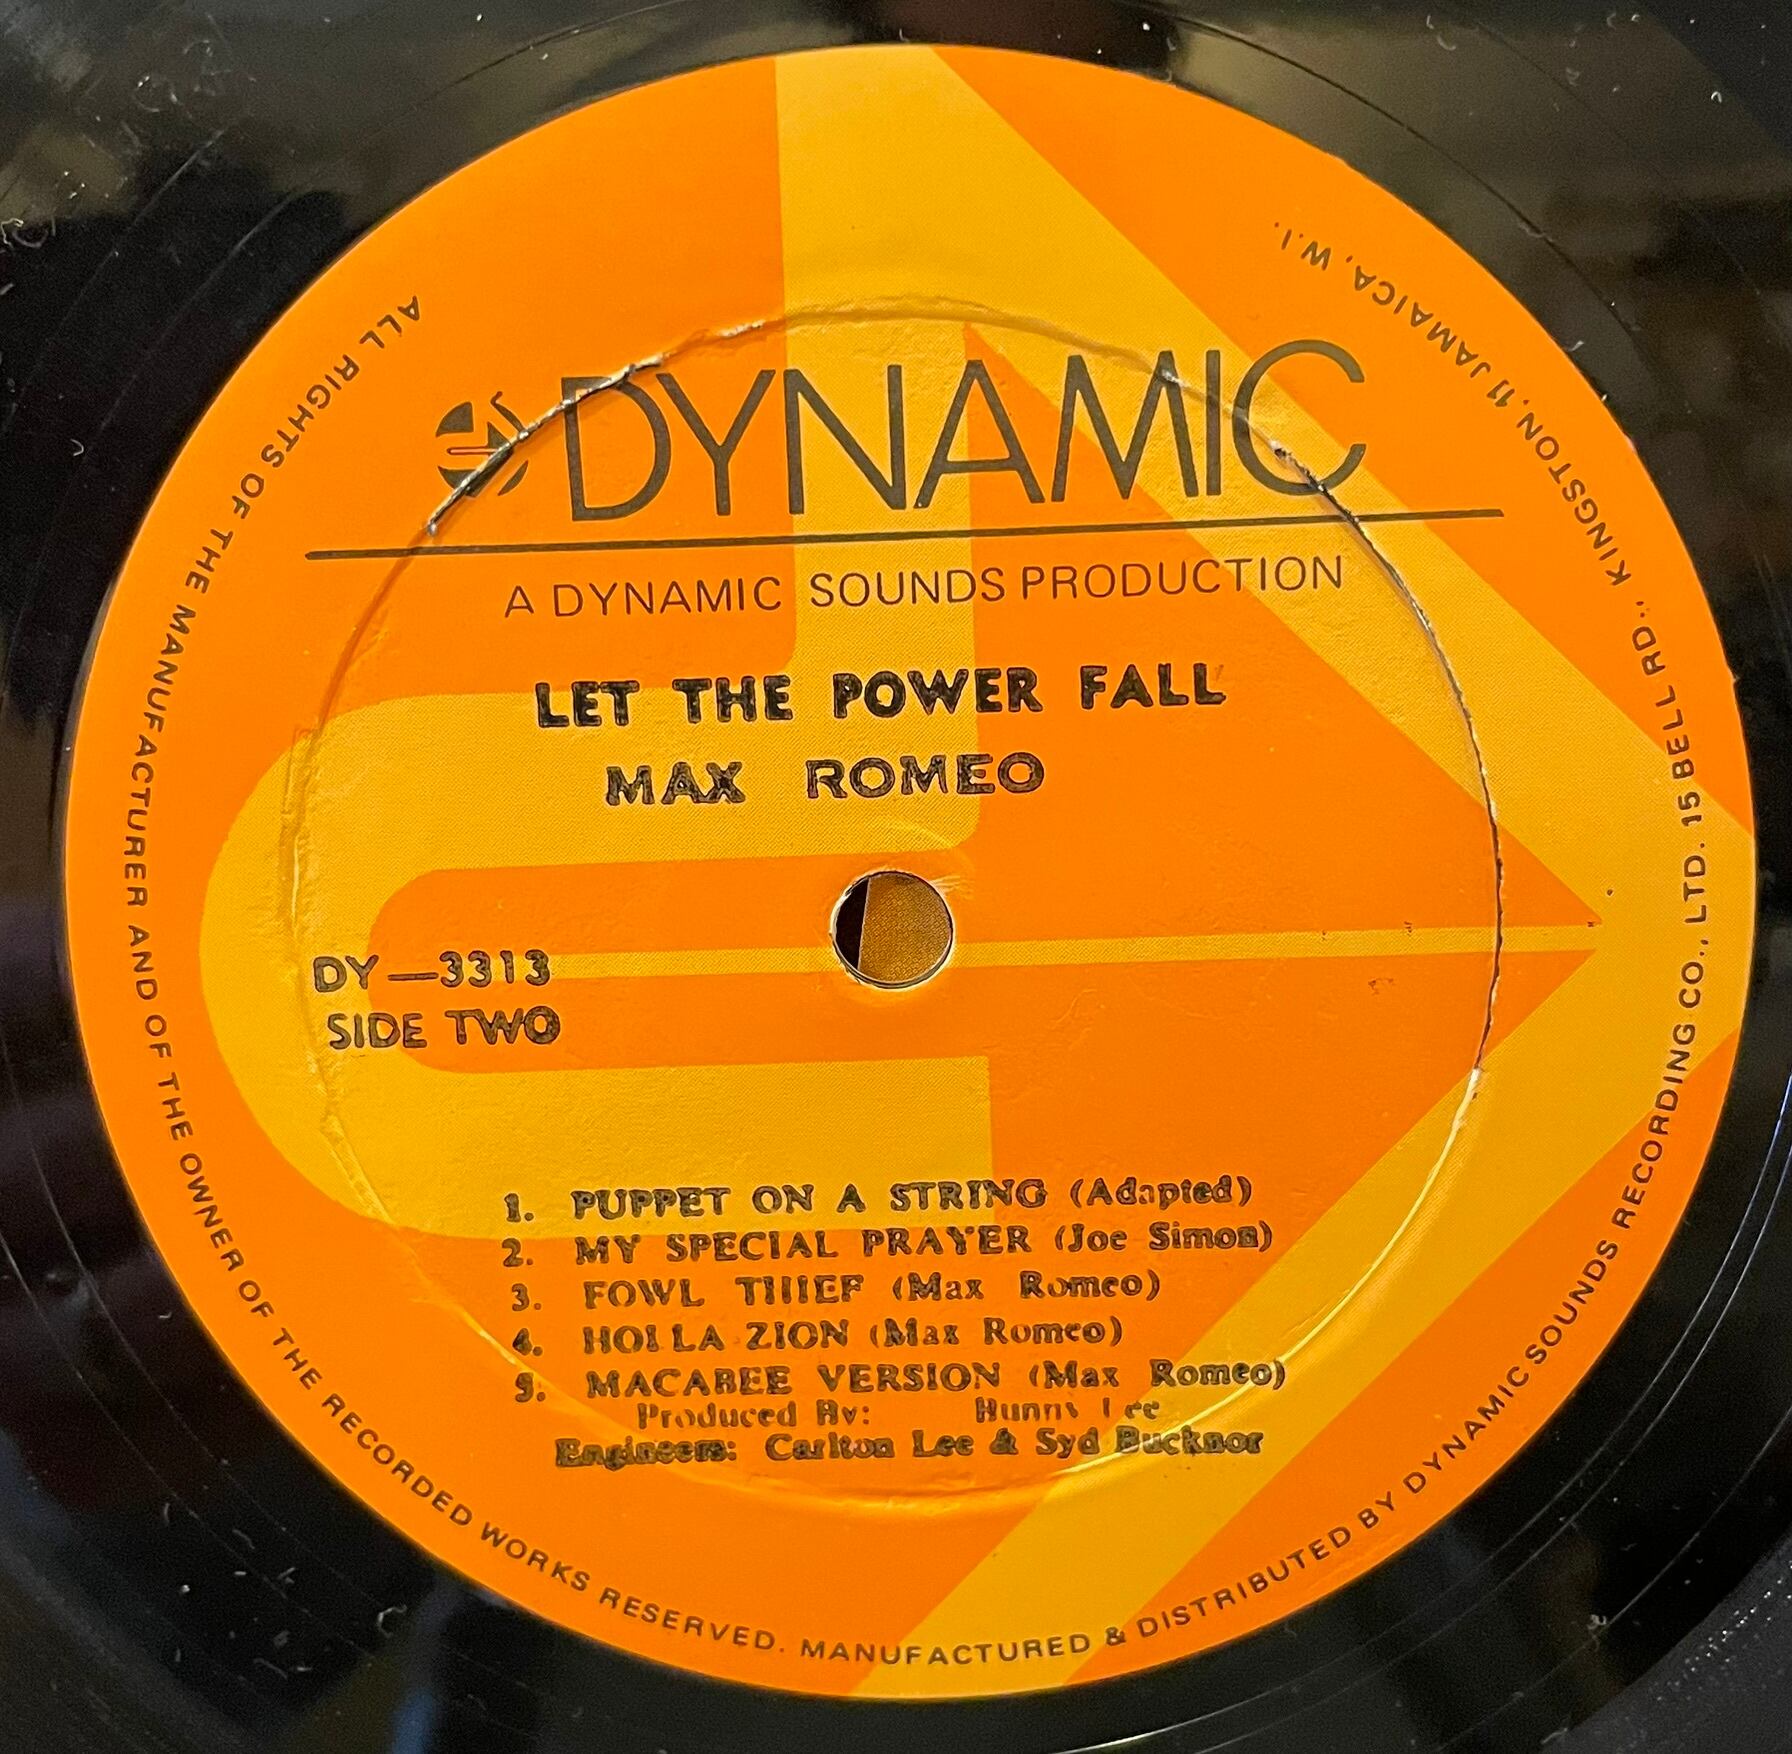 DYNAMIC
A DYNAMIC SOUNDS PRODUCTION
LET THE POWER FALL
MAX ROMEO
DY—3313
SIDE TWO
1. PUPPET ON A STRING (Adapted)
2. MY SPECIAL PRAYER (Joe Simon)
3. FOWL THIEF (Max Romeo)
4. HOLLA ZION (Max Romeo)
5. MACABEE VERSION (Max Romeo)
Produced By: Bunny Lee
Engineers: Carlton Lee & Syd Bucknor
ALL RIGHTS OF THE MANUFACTURER AND OF THE OWNER OF THE RECORDED WORKS RESERVED. MANUFACTURED & DISTRIBUTED BY DYNAMIC SOUNDS RECORDING CO., LTD. 15 BELL RD., KINGSTON, 11 JAMAICA, W.I.